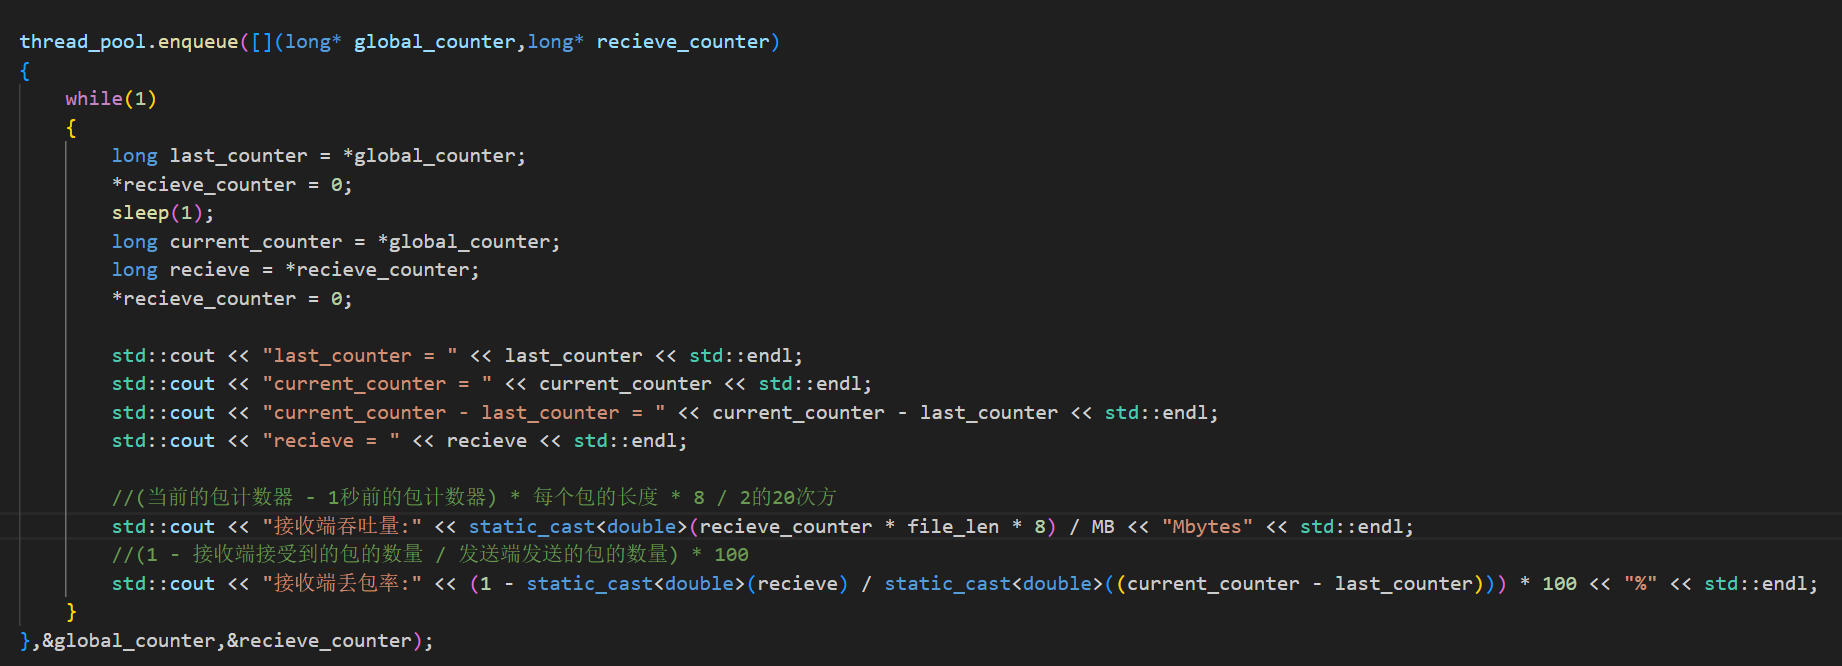 thread_pool.enqueue([](long* global_counter,long* recieve_counter)
{
while(1)
{
long last_counter = *global_counter;
*recieve_counter = 0;
sleep(1);
long current_counter = *global_counter;
long recieve = *recieve_counter;
*recieve_counter = 0;
std::cout << "last_counter = " << last_counter << std::endl;
std::cout << "current_counter = " << current_counter << std::endl;
std::cout << "current_counter - last_counter = " << current_counter - last_counter << std::endl;
std::cout << "recieve = " << recieve << std::endl;
//(当前的包计数器 - 1秒前的包计数器) * 每个包的长度 * 8 / 2的20次方
std::cout << "接收端吞吐量:" << static_cast<double>(recieve_counter * file_len * 8) / MB << "Mbytes" << std::endl;
//(1 - 接收端接受到的包的数量 / 发送端发送的包的数量) * 100
std::cout << "接收端丢包率:" << (1 - static_cast<double>(recieve) / static_cast<double>((current_counter - last_counter))) * 100 << "%" << std::endl;
}
},&global_counter,&recieve_counter);